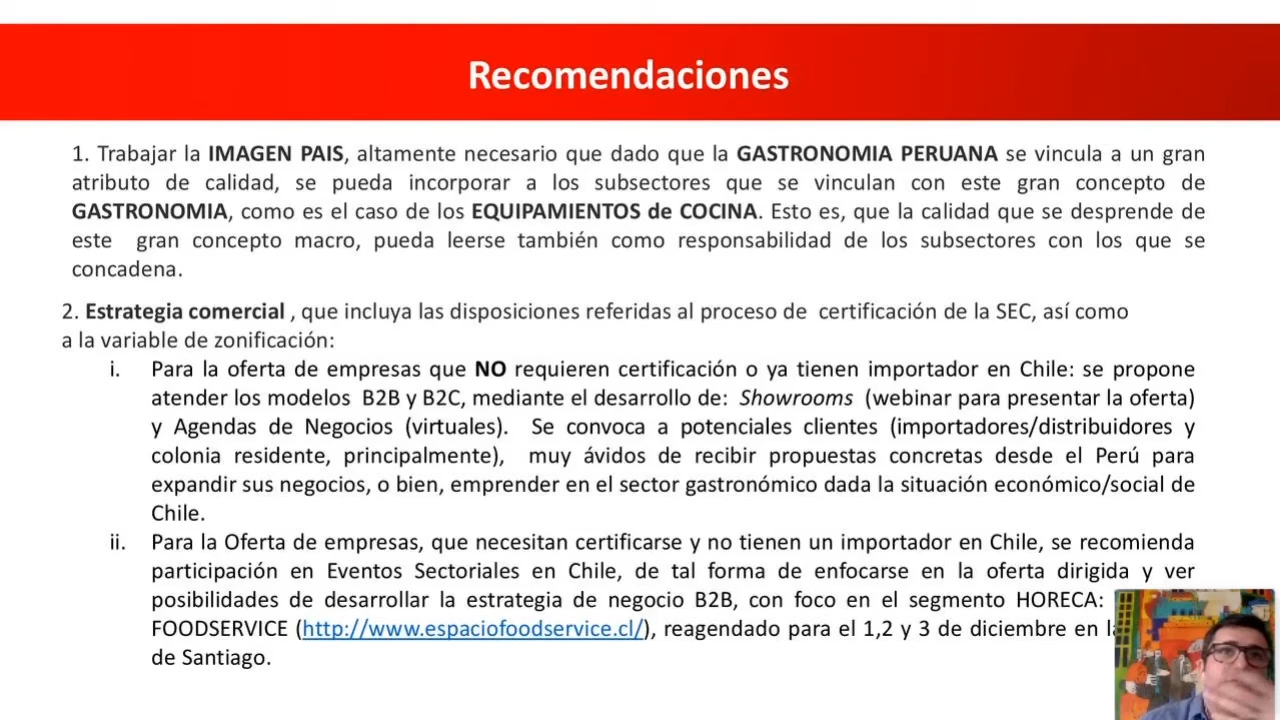 Recomendaciones
1. Trabajar la IMAGEN PAIS, altamente necesario que dado que la GASTRONOMIA PERUANA se vincula a un gran
atributo de calidad, se pueda incorporar a los subsectores que se vinculan con este gran concepto de
GASTRONOMIA, como es el caso de los EQUIPAMIENTOS de COCINA. Esto es, que la calidad que se desprende de
este gran concepto macro, pueda leerse también como responsabilidad de los subsectores con los que se
concadena.
2. Estrategia comercial , que incluya las disposiciones referidas al proceso de certificación de la SEC, así como
a la variable de zonificación:
i. Para la oferta de empresas que NO requieren certificación o ya tienen importador en Chile: se propone
atender los modelos B2B y B2C, mediante el desarrollo de: Showrooms (webinar para presentar la oferta)
y Agendas de Negocios (virtuales). Se convoca a potenciales clientes (importadores/distribuidores y
colonia residente, principalmente), muy ávidos de recibir propuestas concretas desde el Perú para
expandir sus negocios, o bien, emprender en el sector gastronómico dada la situación económico/social de
Chile.
ii. Para la Oferta de empresas, que necesitan certificarse y no tienen un importador en Chile, se recomienda
participación en Eventos Sectoriales en Chile, de tal forma de enfocarse en la oferta dirigida y ver
posibilidades de desarrollar la estrategia de negocio B2B, con foco en el segmento HORECA:
FOODSERVICE (http://www.espaciofoodservice.cl/), reagendado para el 1,2 y 3 de diciembre en
de Santiago.